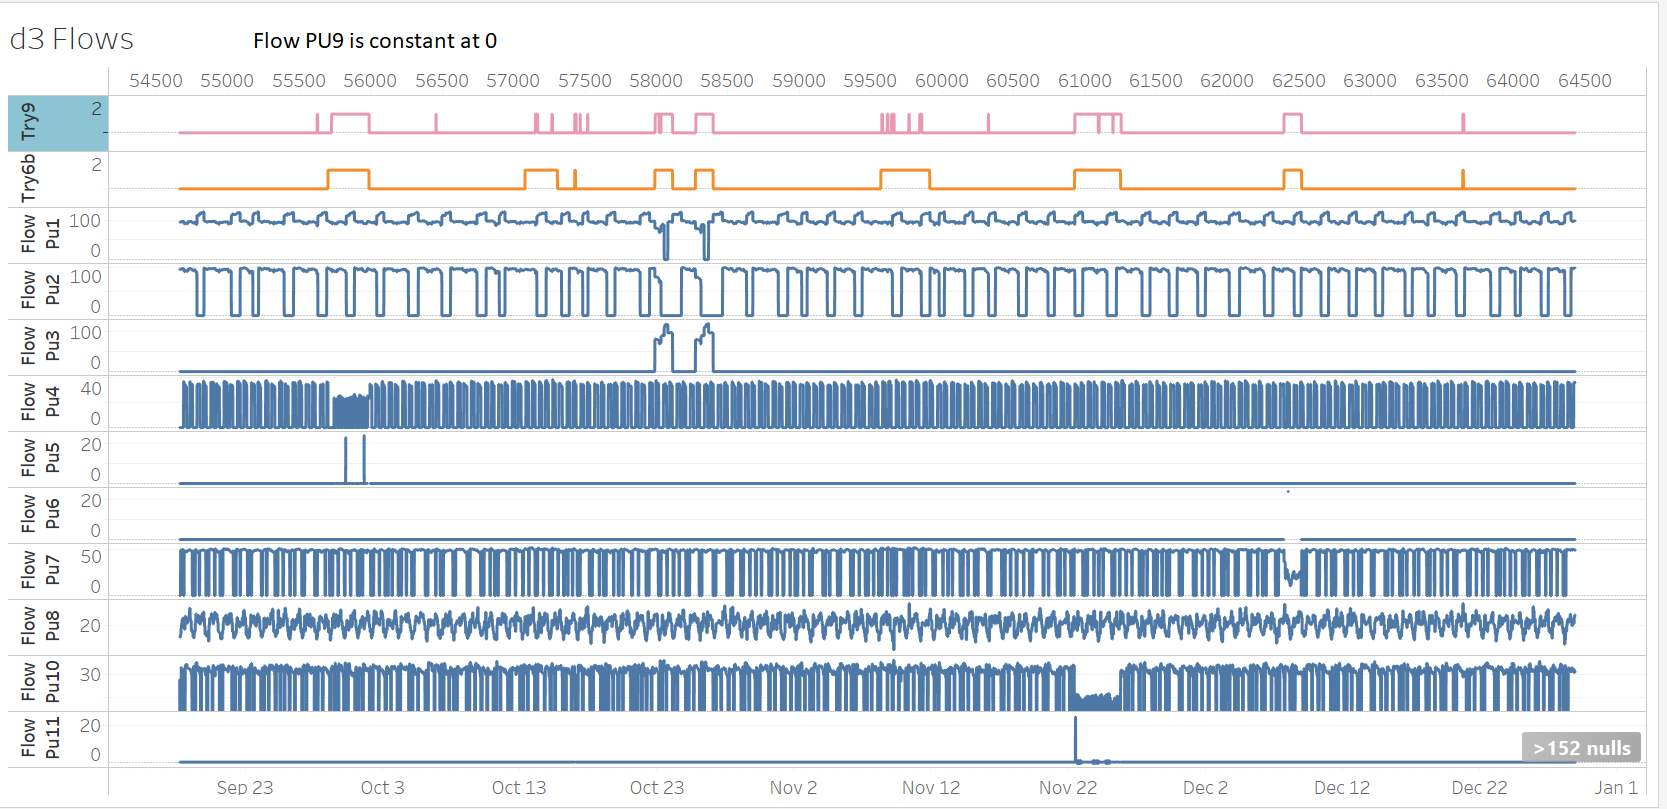 d3 Flows
Flow PU9 is constant at 0
54500 55000 55500 56000 56500 57000 57500 58000 58500 59000 59500 60000 60500 61000 61500 62000 62500 63000 63500 64000 64500
Try9
2
Try6b
2
Flow
Pu1
100
0
Flow
Pu2
100
0
Flow
Pu3
100
0
Flow
Pu4
40
0
Flow
Pu5
20
0
Flow
Pu6
20
0
Flow
Pu7
50
0
Flow
Pu8
20
Flow
Pu10
30
Flow
Pu11
20
0
>152 nulls
Sep 23 Oct 3 Oct 13 Oct 23 Nov 2 Nov 12 Nov 22 Dec 2 Dec 12 Dec 22 Jan 1